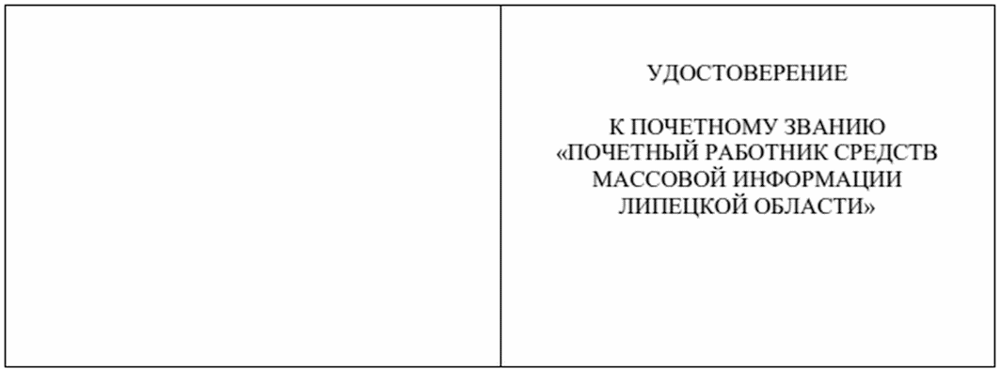 УДОСТОВЕРЕНИЕ
К ПОЧЕТНОМУ ЗВАНИЮ
«ПОЧЕТНЫЙ РАБОТНИК СРЕДСТВ
МАССОВОЙ ИНФОРМАЦИИ
ЛИПЕЦКОЙ ОБЛАСТИ»